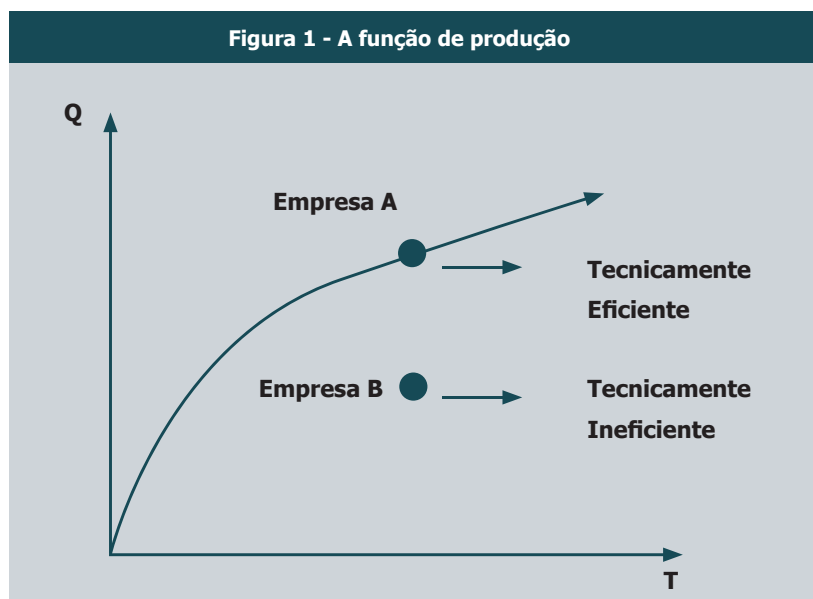 Figura 1 - A função de produção
Q
Empresa A
Tecnicamente
Eficiente
Empresa B
Tecnicamente
Ineficiente
T